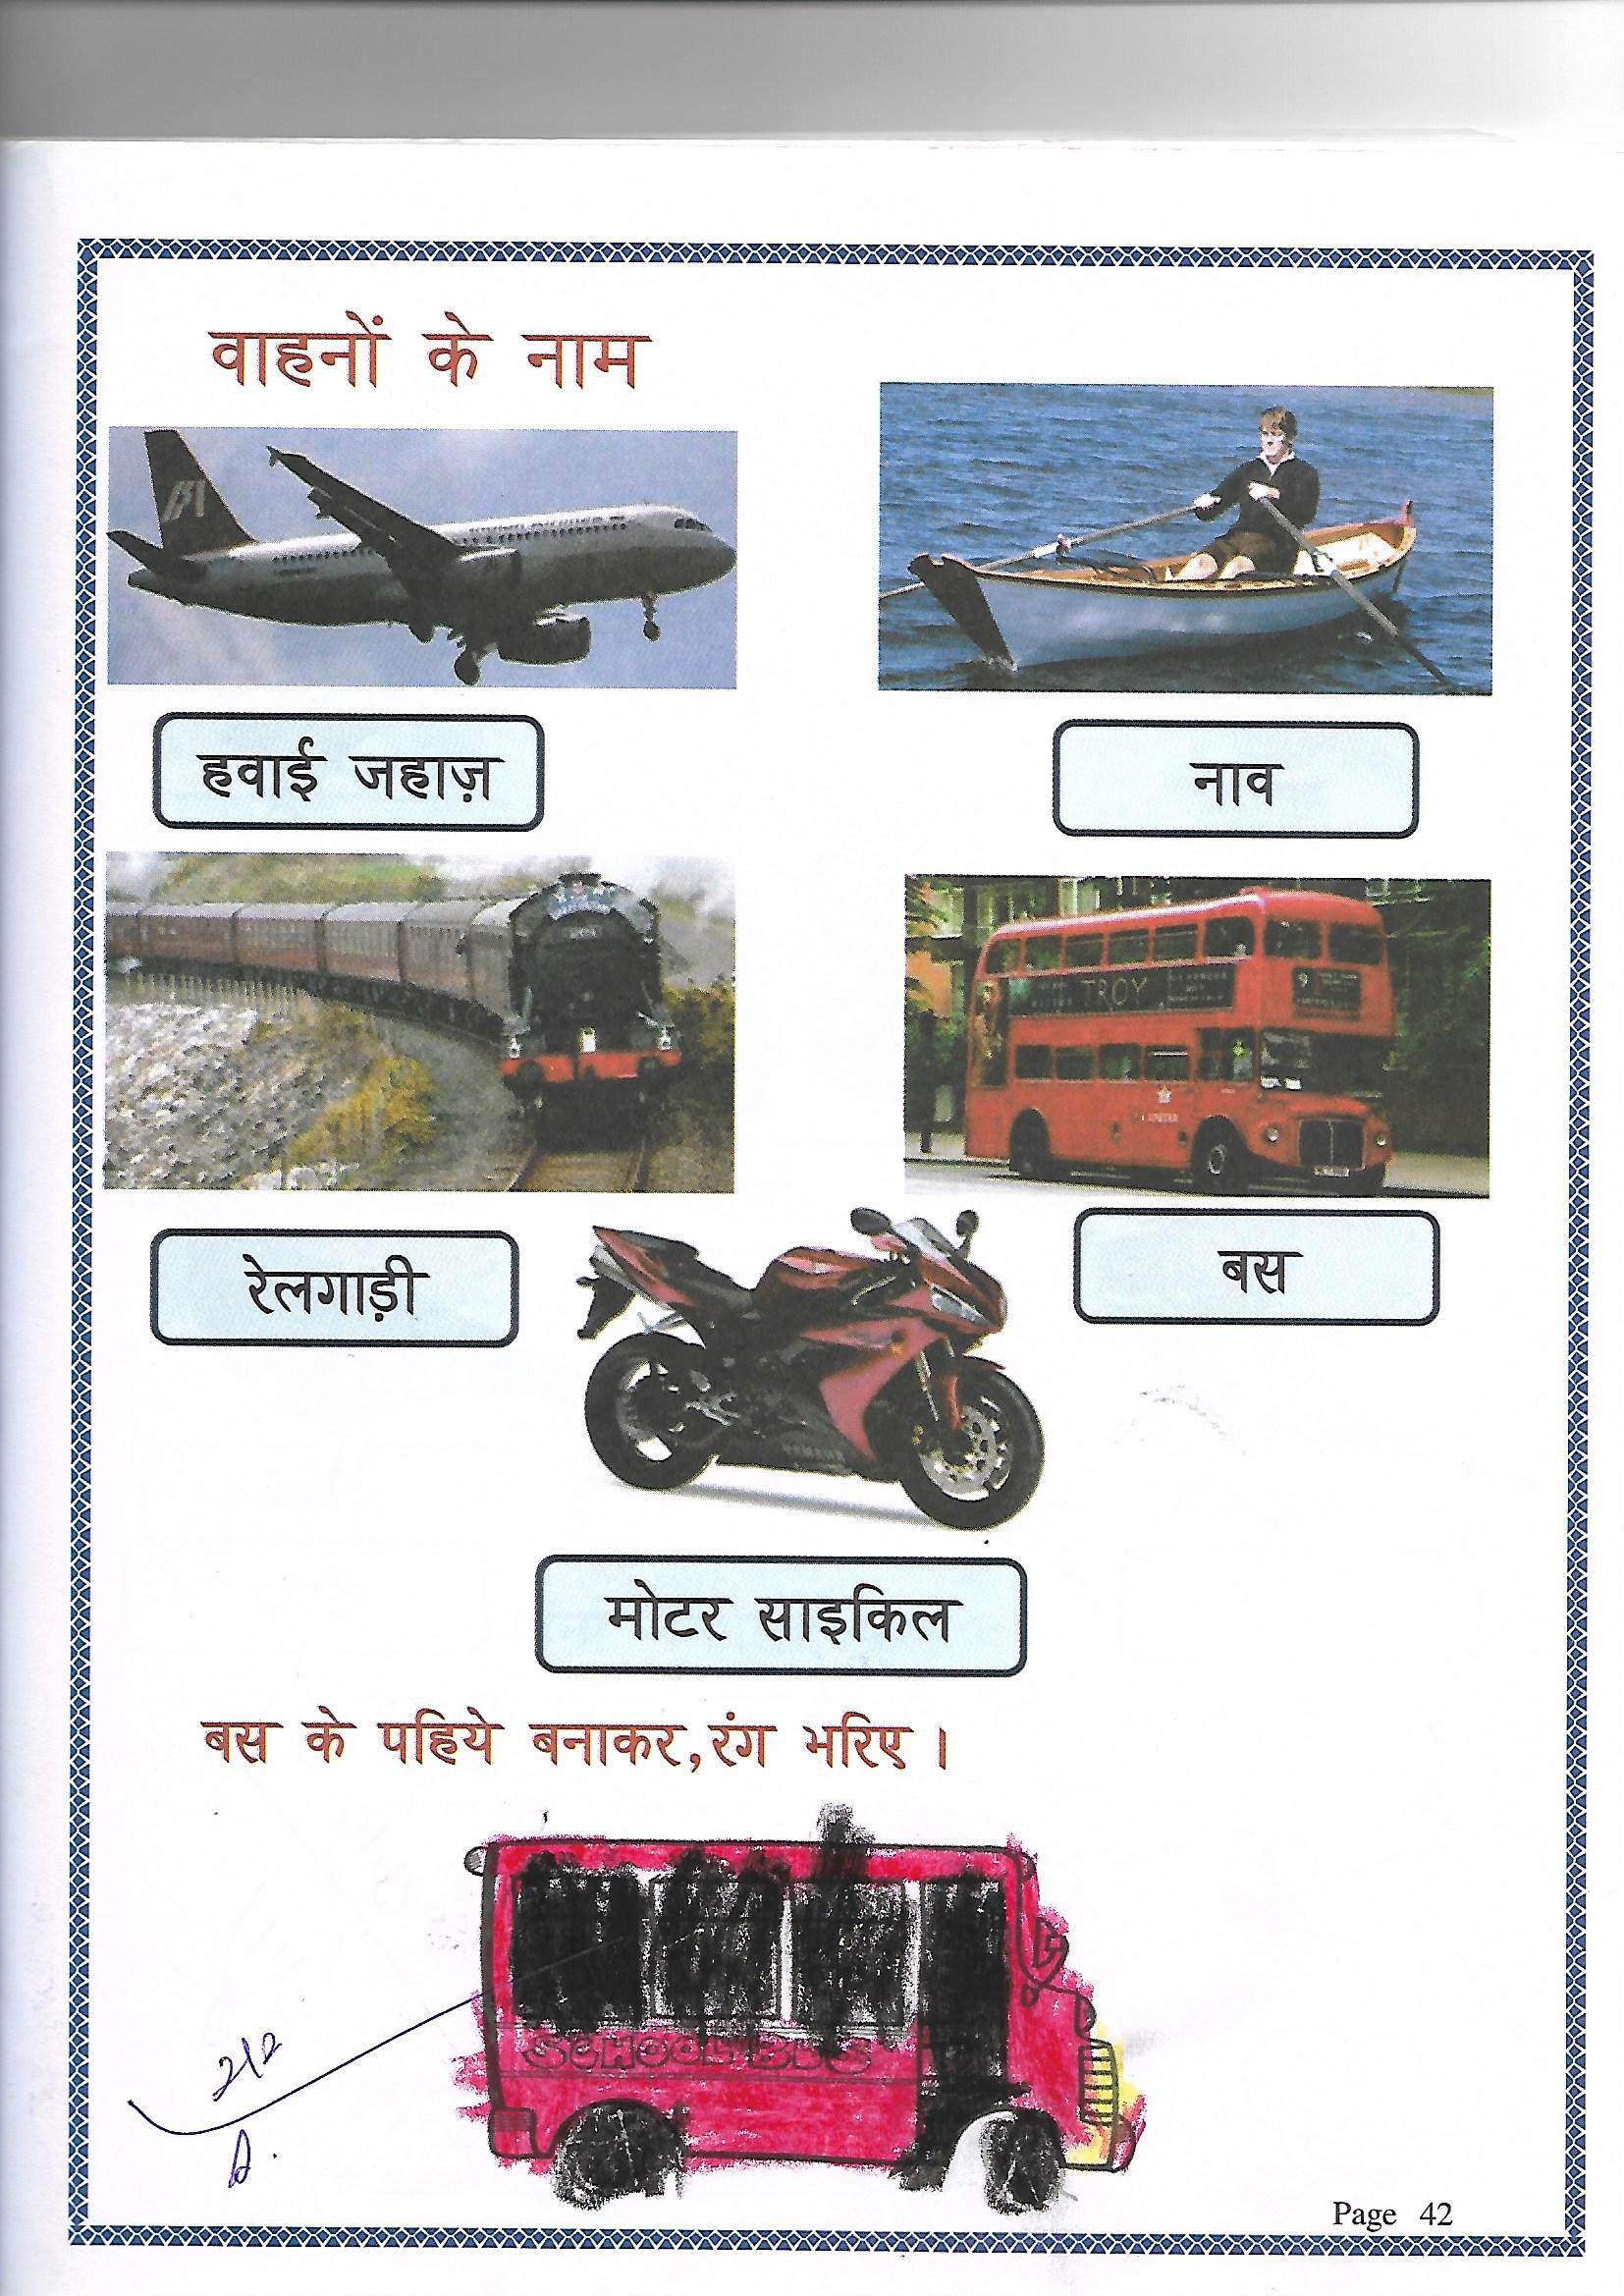 वाहनों के नाम
हवाई जहाज़
नाव
TROY
9
रेलगाड़ी
बस
मोटर साइकिल
बस के पहिये बनाकर,रंग भरिए।
SCHOOL BUS
2/2
Page 42